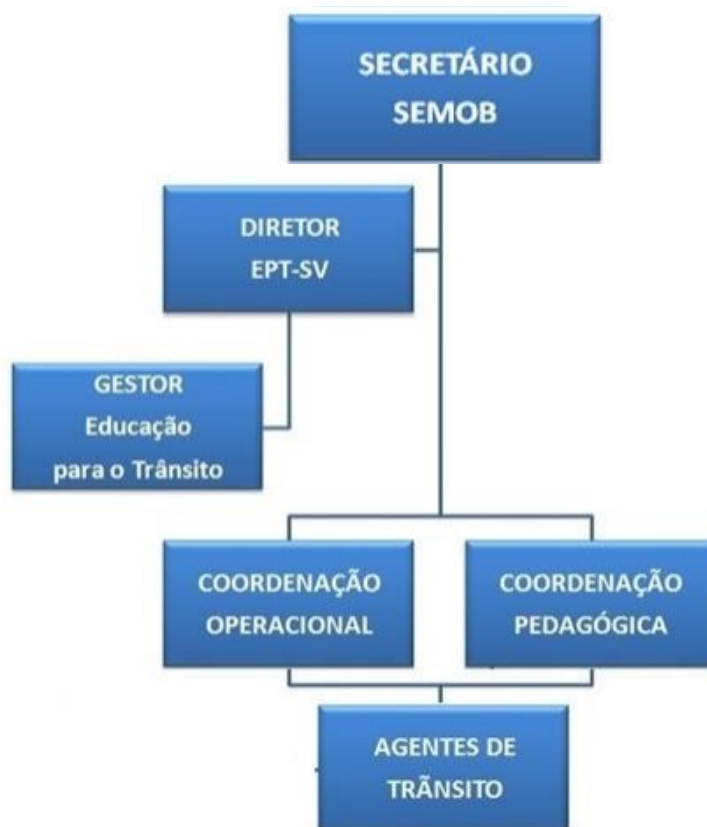 SECRETÁRIO
SEMOB
DIRETOR
EPT-SV
GESTOR
Educação
para o Trânsito
COORDENAÇÃO
OPERACIONAL
COORDENAÇÃO
PEDAGÓGICA
AGENTES DE
TRÃNSITO